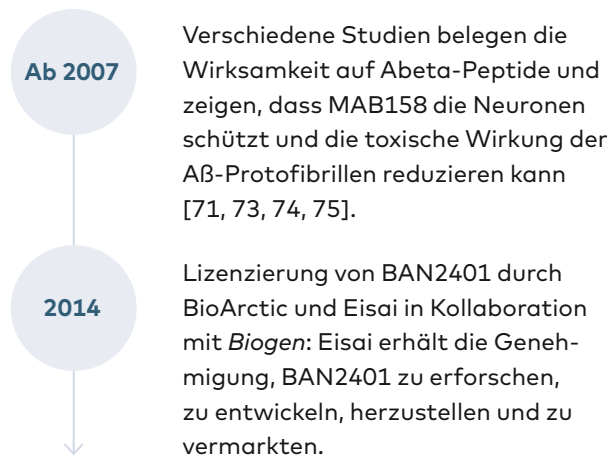 Ab 2007
Verschiedene Studien belegen die
Wirksamkeit auf Abeta-Peptide und
zeigen, dass MAB158 die Neuronen
schützt und die toxische Wirkung der
Aß-Protofibrillen reduzieren kann
[71, 73, 74, 75].
2014
Lizenzierung von BAN2401 durch
BioArctic und Eisai in Kollaboration
mit Biogen: Eisai erhält die Geneh-
migung, BAN2401 zu erforschen,
zu entwickeln, herzustellen und zu
vermarkten.